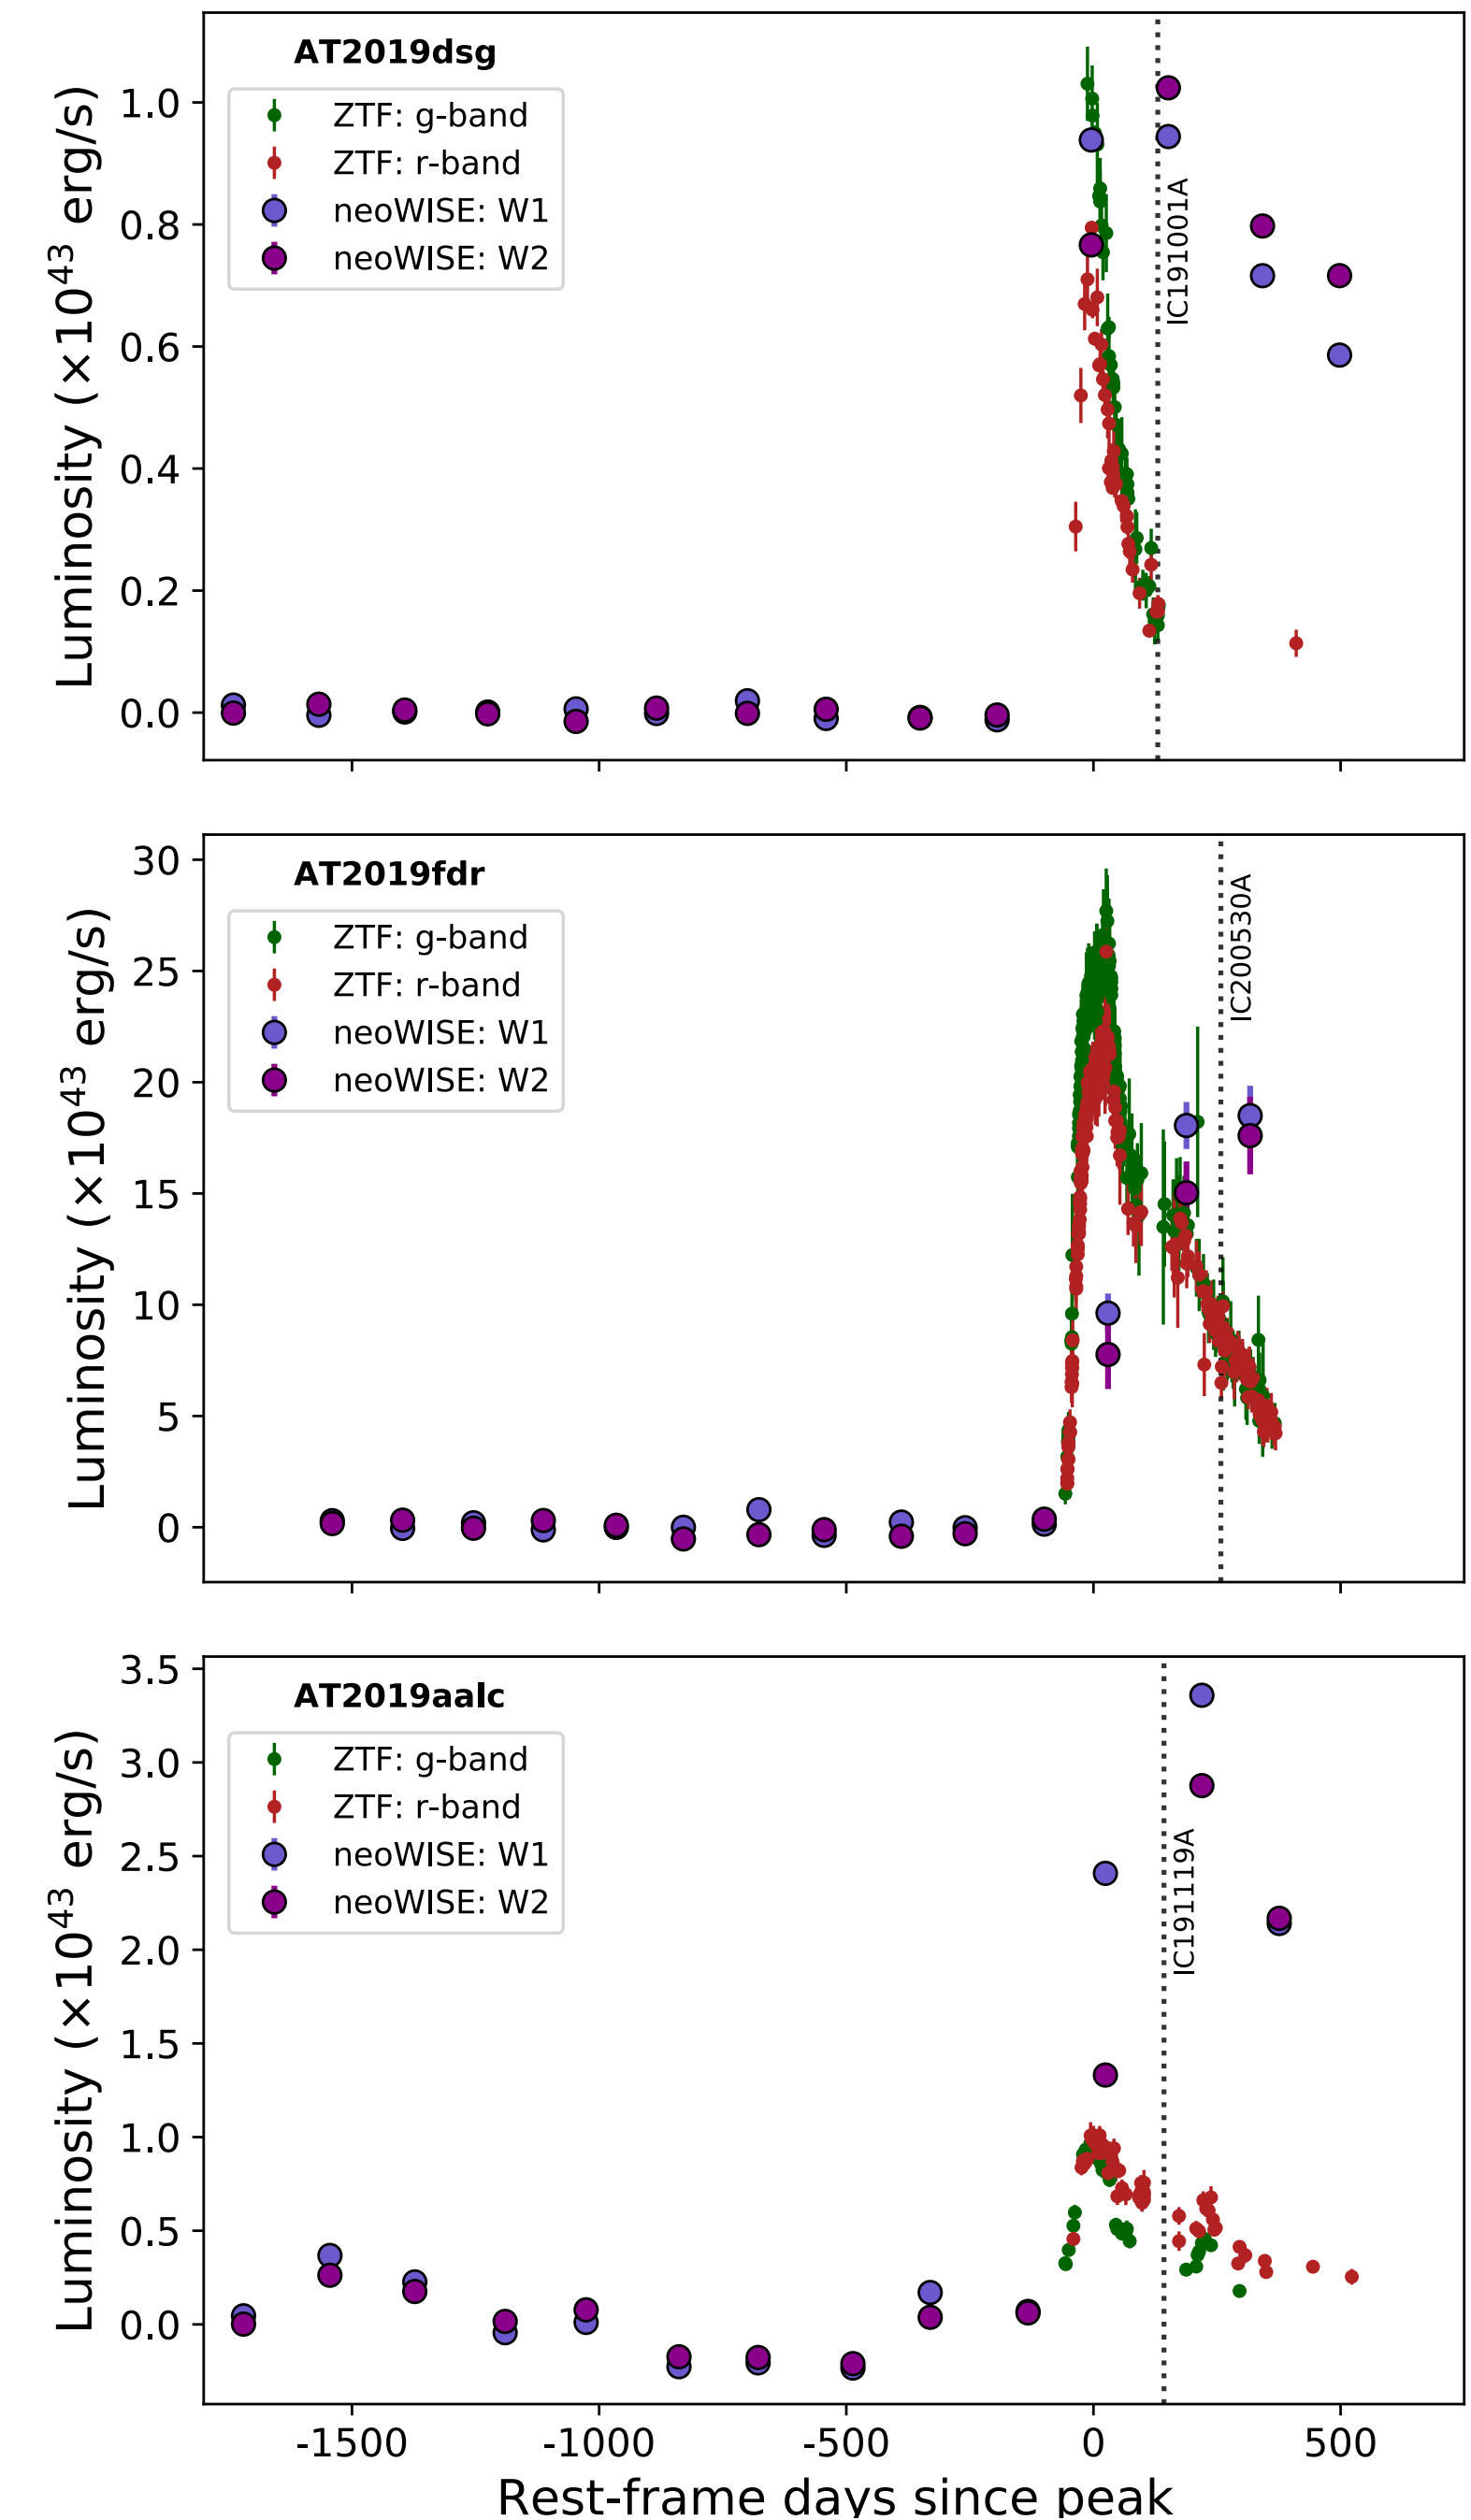 AT2019dsg
ZTF: g-band
ZTF: r-band
neoWISE: W1
neoWISE: W2
Luminosity (×10^43 erg/s)
1.0
0.8
0.6
0.4
0.2
0.0
IC191001A
AT2019fdr
ZTF: g-band
ZTF: r-band
neoWISE: W1
neoWISE: W2
Luminosity (×10^43 erg/s)
30
25
20
15
10
5
0
IC200530A
AT2019aalc
ZTF: g-band
ZTF: r-band
neoWISE: W1
neoWISE: W2
Luminosity (×10^43 erg/s)
3.5
3.0
2.5
2.0
1.5
1.0
0.5
0.0
IC191119A
-1500 -1000 -500 0 500
Rest-frame days since peak